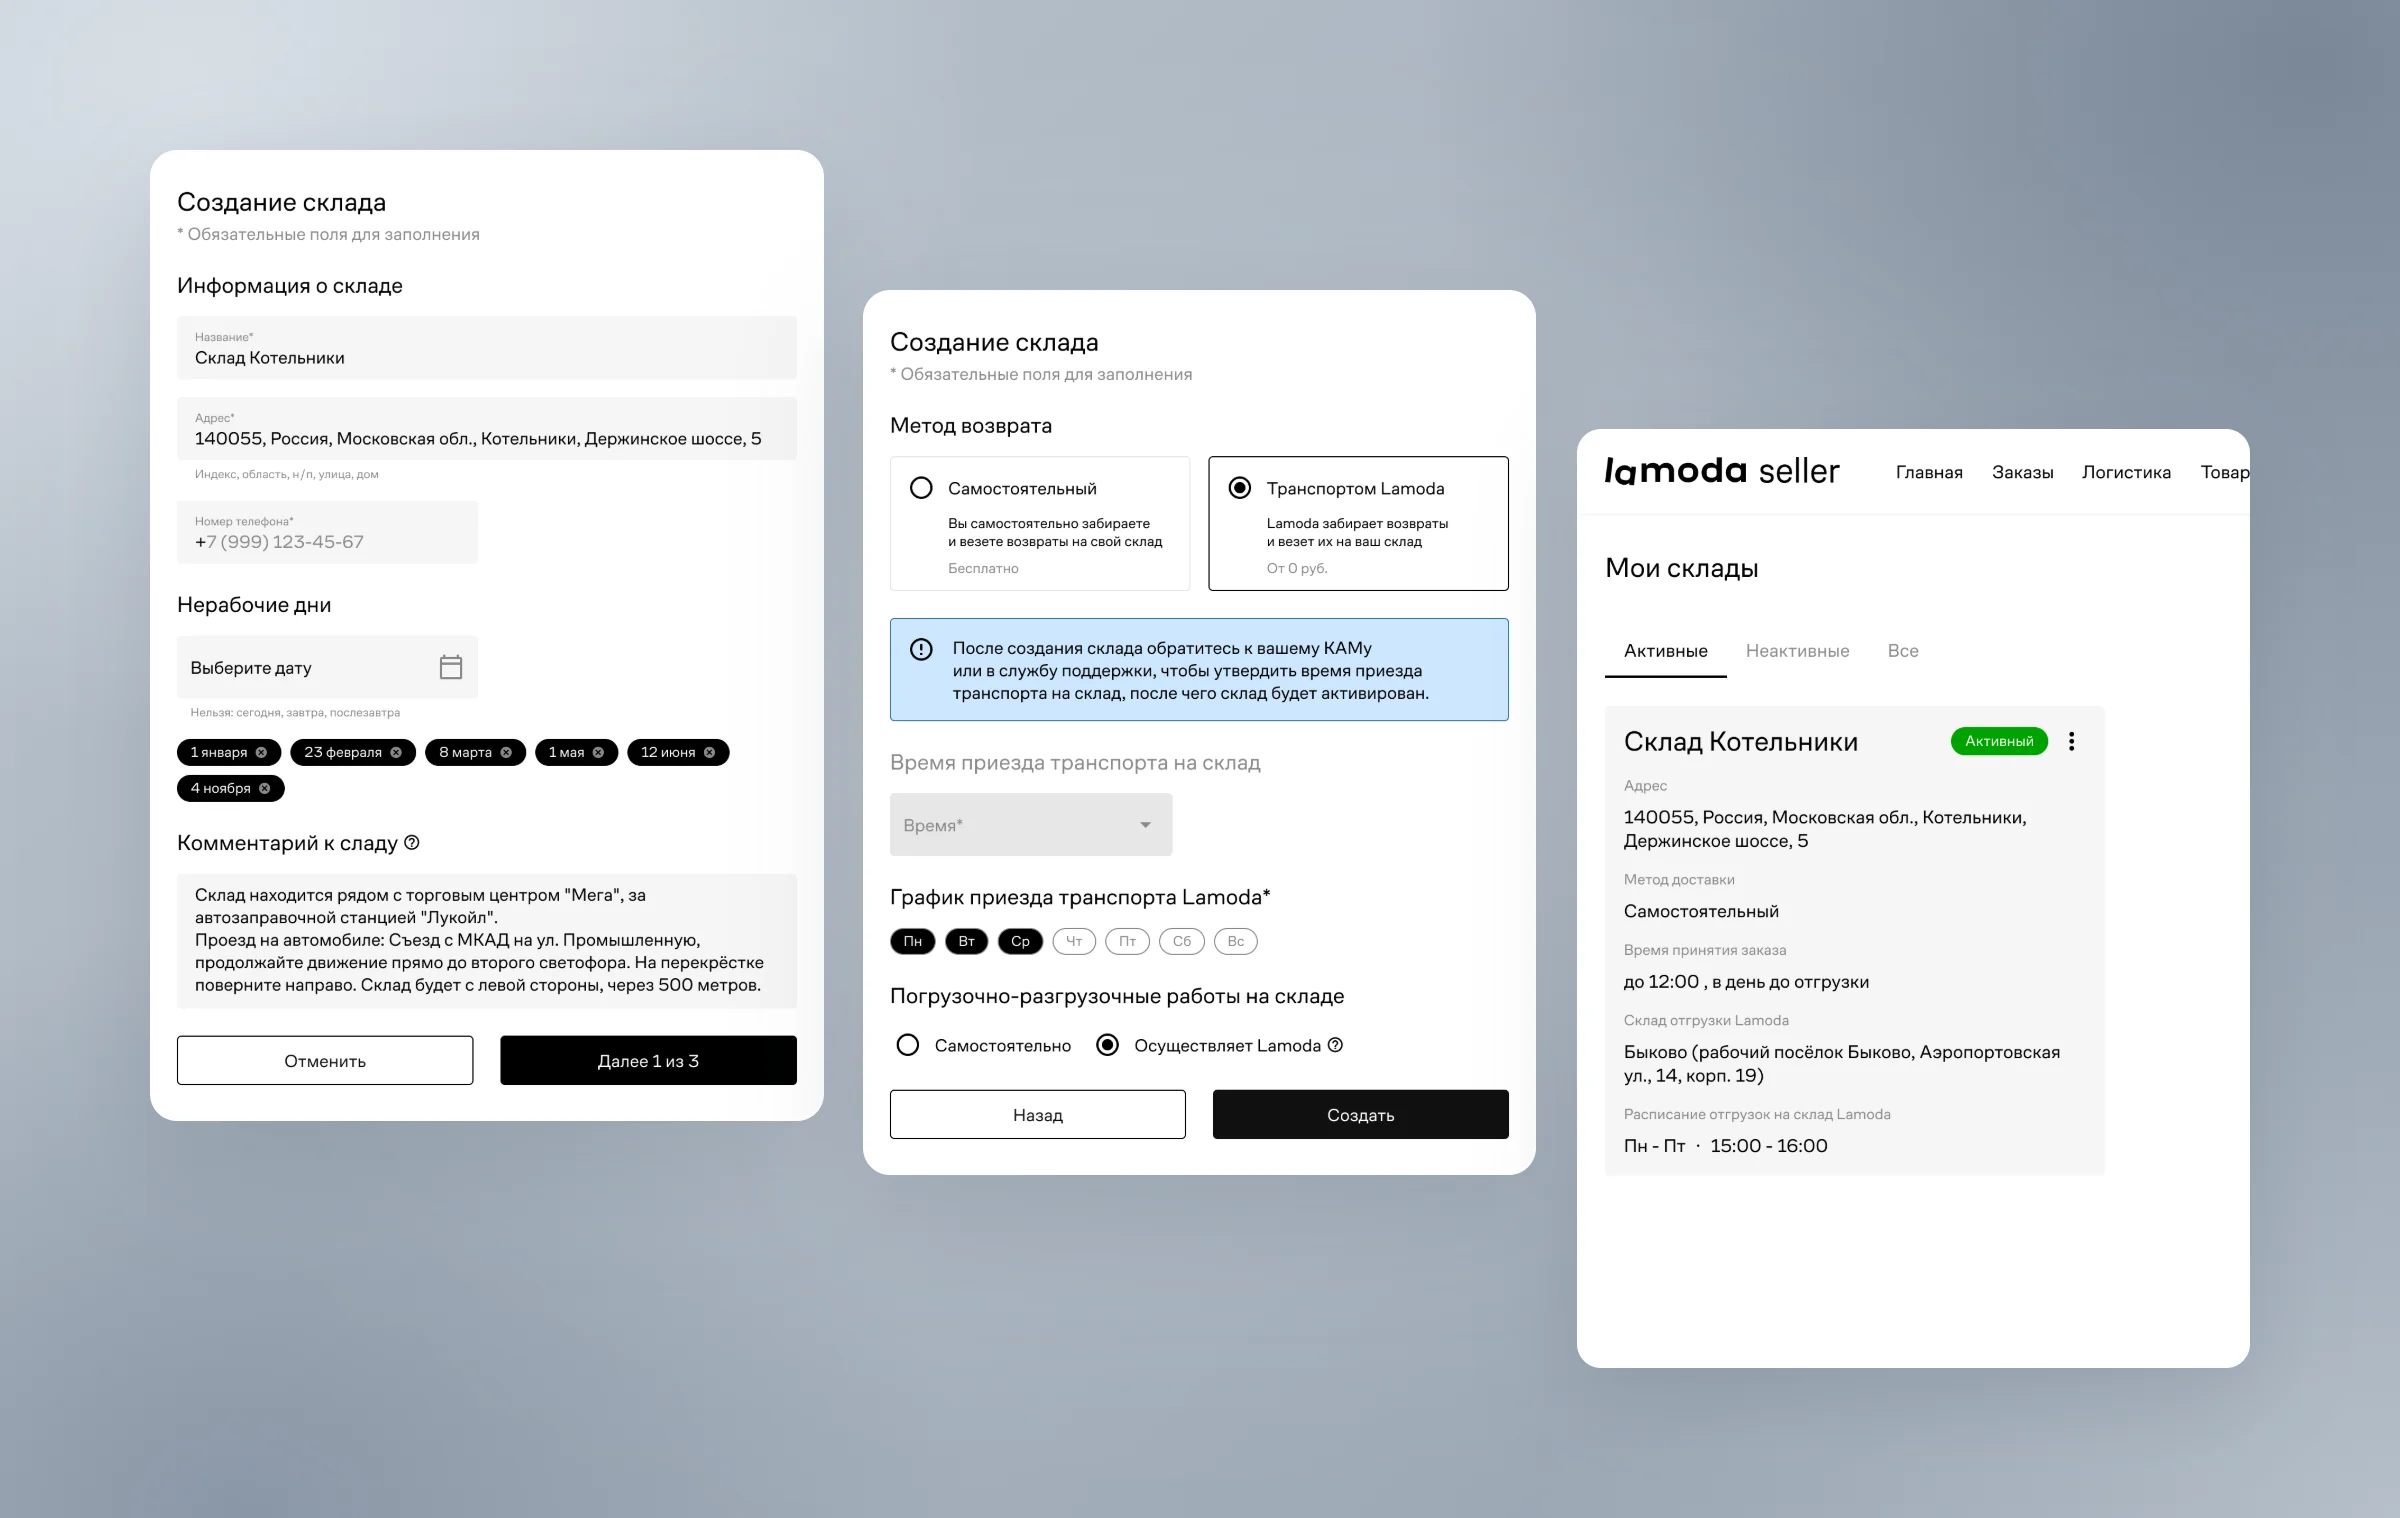 Создание склада
* Обязательные поля для заполнения
Информация о складе
Название*
Склад Котельники
Адрес*
140055, Россия, Московская обл., Котельники, Держинское шоссе, 5
Индекс, область, н/п, улица, дом
Номер телефона*
+7 (999) 123-45-67
Нерабочие дни
Выберите дату
Нельзя: сегодня, завтра, послезавтра
1 января 23 февраля 8 марта 1 мая 12 июня
4 ноября
Комментарий к сладу
Склад находится рядом с торговым центром "Мега", за
автозаправочной станцией "Лукойл".
Проезд на автомобиле: Съезд с МКАД на ул. Промышленную,
продолжайте движение прямо до второго светофора. На перекрёстке
поверните направо. Склад будет с левой стороны, через 500 метров.
Отменить Далее 1 из 3
Создание склада
* Обязательные поля для заполнения
Метод возврата
Самостоятельный
Вы самостоятельно забираете
и везете возвраты на свой склад
Бесплатно
Транспортом Lamoda
Lamoda забирает возвраты
и везет их на ваш склад
От 0 руб.
После создания склада обратитесь к вашему КАМу
или в службу поддержки, чтобы утвердить время приезда
транспорта на склад, после чего склад будет активирован.
Время приезда транспорта на склад
Время*
График приезда транспорта Lamoda*
Пн Вт Ср Чт Пт Сб Вс
Погрузочно-разгрузочные работы на складе
Самостоятельно Осуществляет Lamoda
Назад Создать
lamoda seller Главная Заказы Логистика Товар
Мои склады
Активные Неактивные Все
Склад Котельники Активный
Адрес
140055, Россия, Московская обл., Котельники,
Держинское шоссе, 5
Метод доставки
Самостоятельный
Время принятия заказа
до 12:00 , в день до отгрузки
Склад отгрузки Lamoda
Быково (рабочий посёлок Быково, Аэропортовская
ул., 14, корп. 19)
Расписание отгрузок на склад Lamoda
Пн - Пт · 15:00 - 16:00